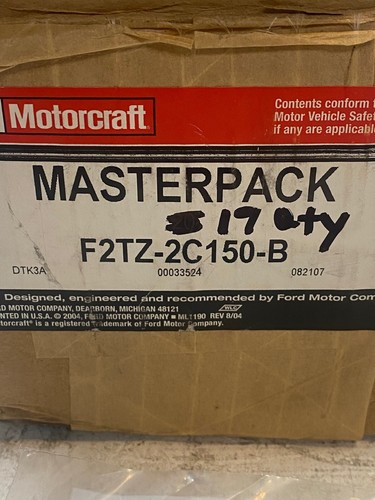 Motorcraft
Contents conform
Motor Vehicle Safe
if any are applicabl
MASTERPACK
17 Qty
F2TZ-2C150-B
DTK3A 00033524 082107
Designed, engineered and recommended by Ford Motor Com
D MOTOR COMPANY, DEARBORN, MICHIGAN 48121
NTED IN U.S.A. © 2004, FORD MOTOR COMPANY ■ ML1190 REV 8/04
otorcraft® is a registered Trademark of Ford Motor Company.